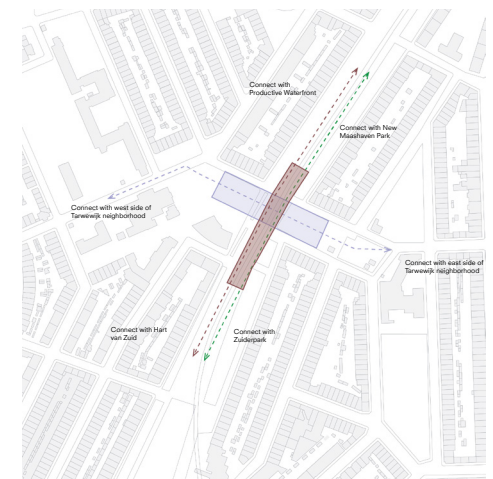 Connect with
Productive Waterfront
Connect with New
Maashaven Park
Connect with west side of
Tarwewijk neighborhood
Connect with east side of
Tarwewijk neighborhood
Connect with Hart
van Zuid
Connect with
Zuiderpark